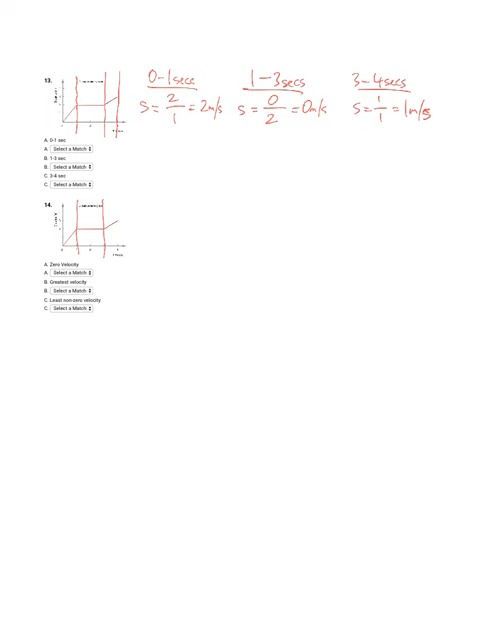 13.
0-1secs
1-3secs
3-4secs
s = 2/1 = 2m/s
s = 0/2 = 0m/s
s = 1/1 = 1m/s
A. 0-1 sec
A. Select a Match
B. 1-3 sec
B. Select a Match
C. 3-4 sec
C. Select a Match
14.
A. Zero Velocity
A. Select a Match
B. Greatest velocity
B. Select a Match
C. Least non-zero velocity
C. Select a Match